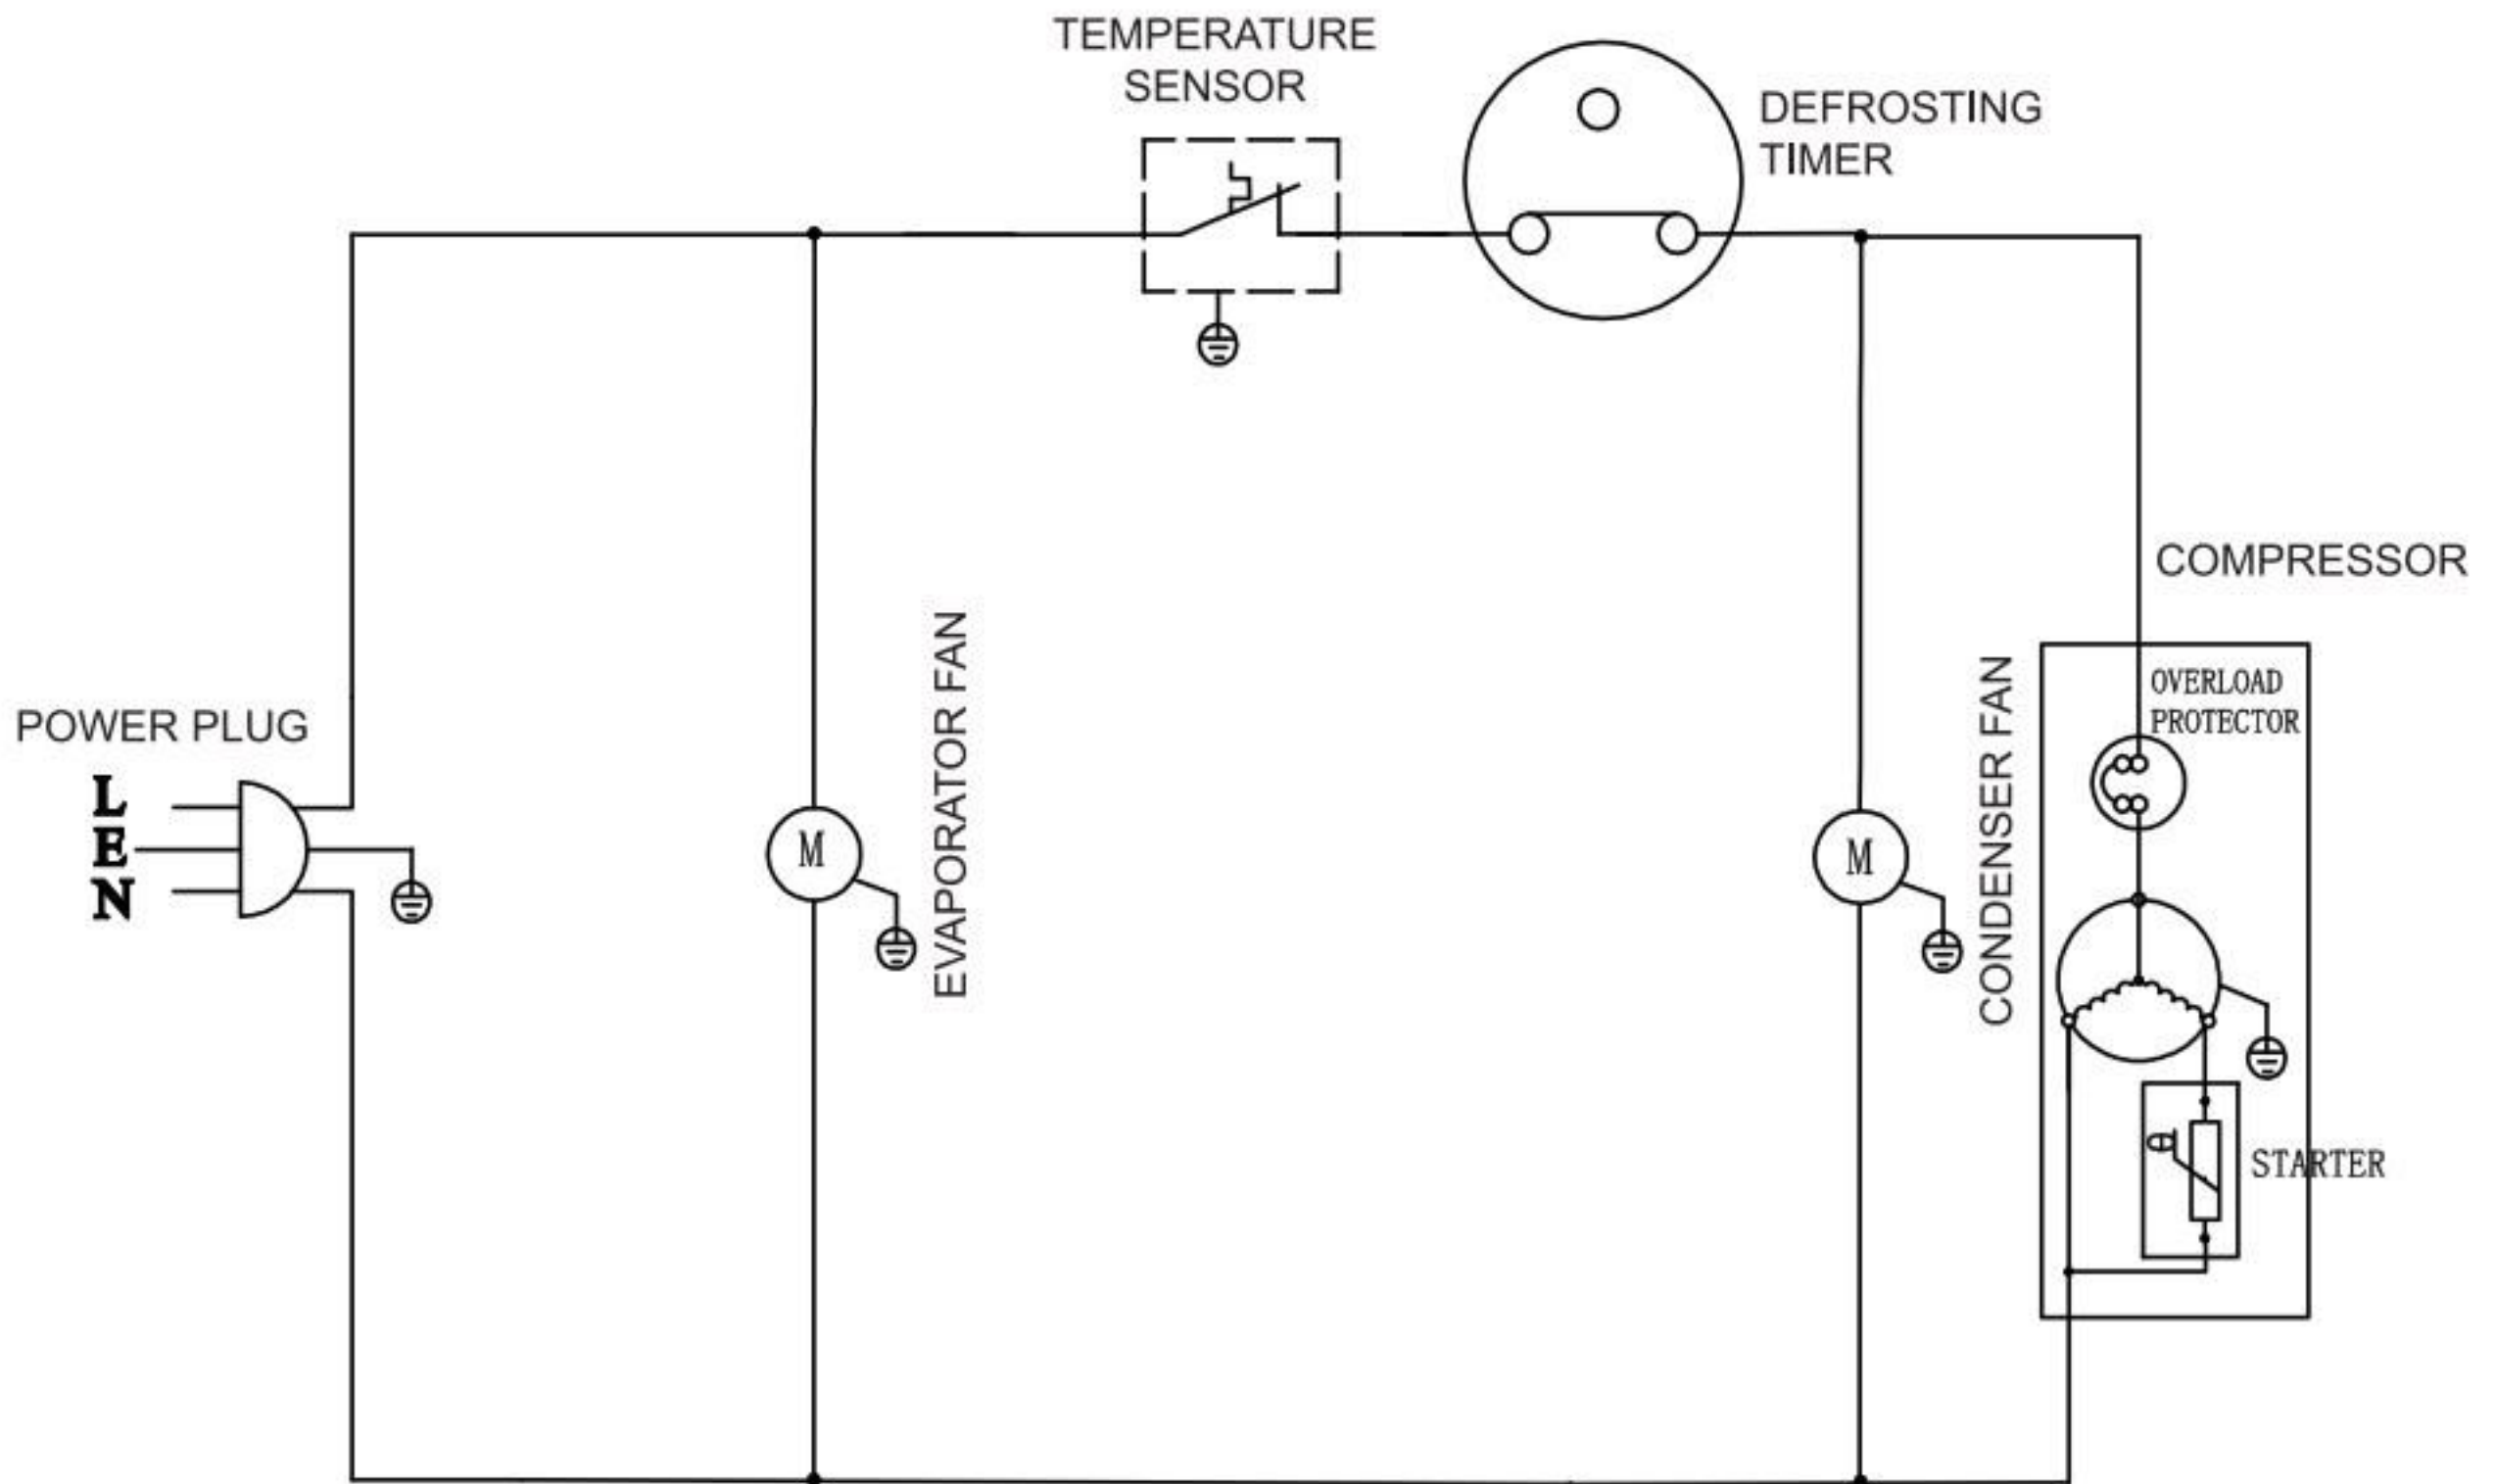 TEMPERATURE
SENSOR
DEFROSTING
TIMER
COMPRESSOR
EVAPORATOR FAN
CONDENSER FAN
OVERLOAD
PROTECTOR
POWER PLUG
L
E
N
M
M
θ
STARTER